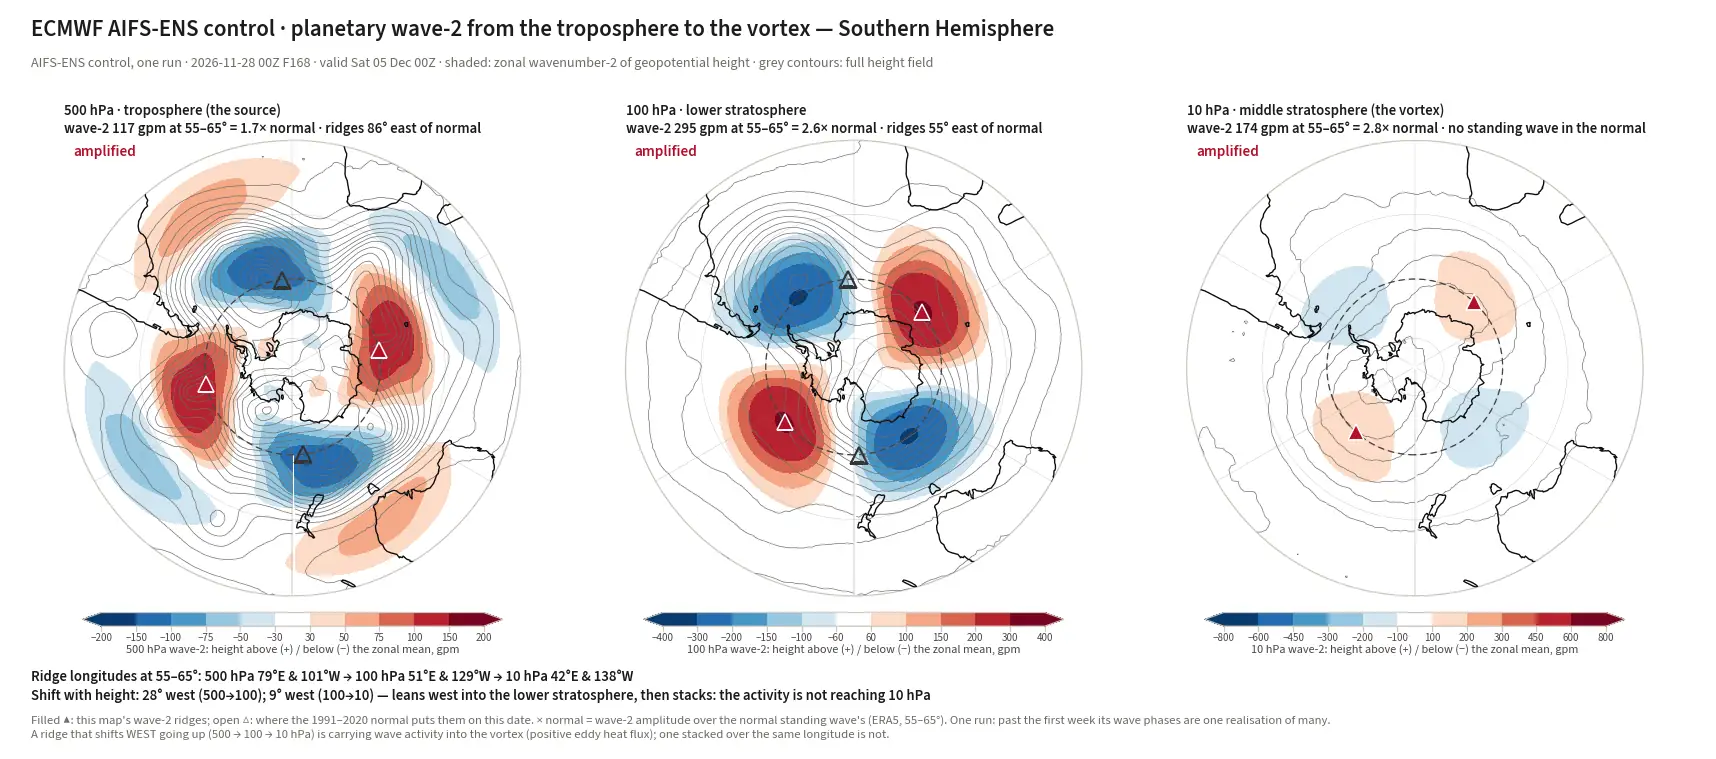 ECMWF AIFS-ENS control · planetary wave-2 from the troposphere to the vortex — Southern Hemisphere
AIFS-ENS control, one run · 2026-11-28 00Z F168 · valid Sat 05 Dec 00Z · shaded: zonal wavenumber-2 of geopotential height · grey contours: full height field
500 hPa · troposphere (the source)
wave-2 117 gpm at 55–65° = 1.7× normal · ridges 86° east of normal
amplified
100 hPa · lower stratosphere
wave-2 295 gpm at 55–65° = 2.6× normal · ridges 55° east of normal
amplified
10 hPa · middle stratosphere (the vortex)
wave-2 174 gpm at 55–65° = 2.8× normal · no standing wave in the normal
amplified
−200 −150 −100 −75 −50 −30 30 50 75 100 150 200
500 hPa wave-2: height above (+) / below (−) the zonal mean, gpm
−400 −300 −200 −150 −100 −60 60 100 150 200 300 400
100 hPa wave-2: height above (+) / below (−) the zonal mean, gpm
−800 −600 −450 −300 −200 −100 100 200 300 450 600 800
10 hPa wave-2: height above (+) / below (−) the zonal mean, gpm
Ridge longitudes at 55–65°: 500 hPa 79°E & 101°W → 100 hPa 51°E & 129°W → 10 hPa 42°E & 138°W
Shift with height: 28° west (500→100); 9° west (100→10) — leans west into the lower stratosphere, then stacks: the activity is not reaching 10 hPa
Filled ▲: this map's wave-2 ridges; open △: where the 1991–2020 normal puts them on this date. × normal = wave-2 amplitude over the normal standing wave's (ERA5, 55–65°). One run: past the first week its wave phases are one realisation of many.
A ridge that shifts WEST going up (500 → 100 → 10 hPa) is carrying wave activity into the vortex (positive eddy heat flux); one stacked over the same longitude is not.